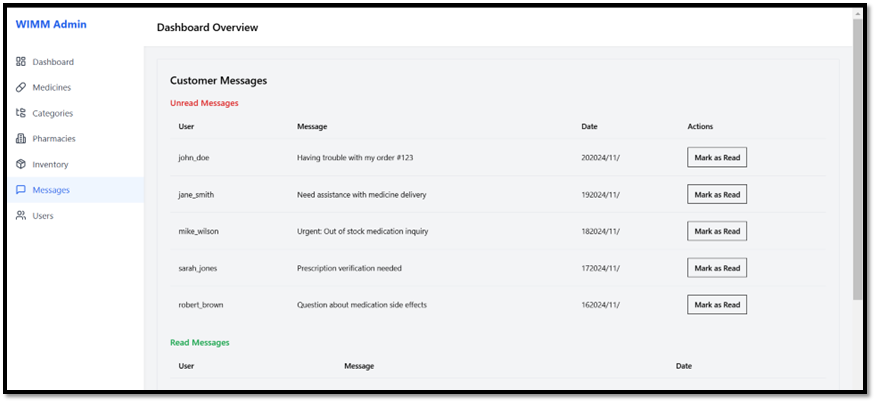 WIMM Admin
Dashboard Overview
Dashboard
Medicines
Categories
Pharmacies
Inventory
Messages
Users
Customer Messages
Unread Messages
User Message Date Actions
john_doe Having trouble with my order #123 202024/11/ Mark as Read
jane_smith Need assistance with medicine delivery 192024/11/ Mark as Read
mike_wilson Urgent: Out of stock medication inquiry 182024/11/ Mark as Read
sarah_jones Prescription verification needed 172024/11/ Mark as Read
robert_brown Question about medication side effects 162024/11/ Mark as Read
Read Messages
User Message Date